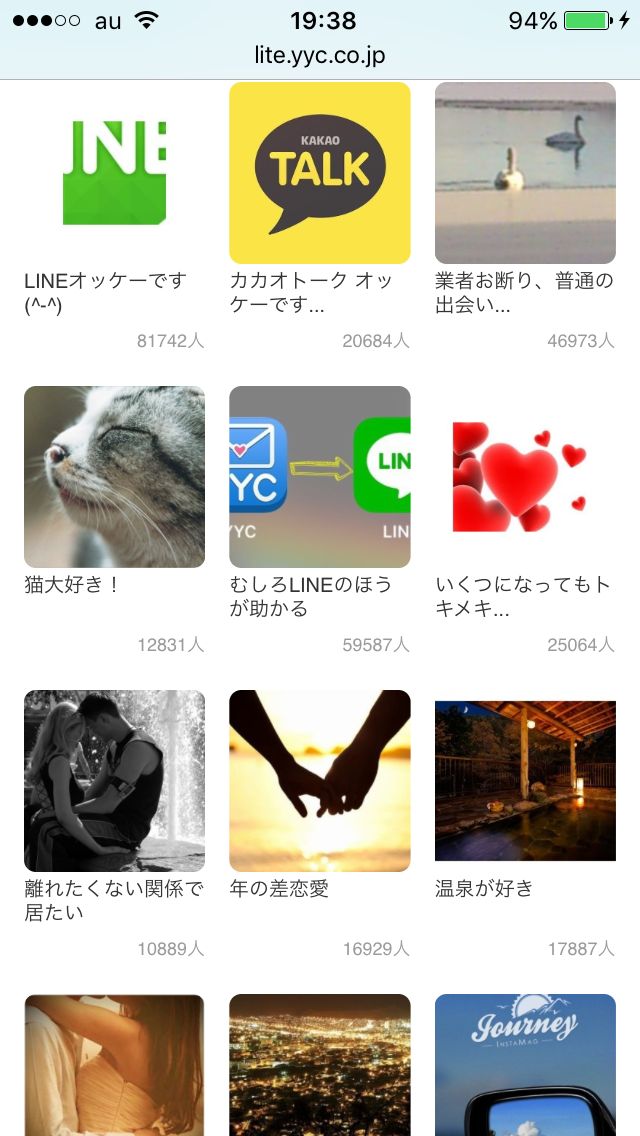 au 19:38 94%
lite.yyc.co.jp
LINE
KAKAO
TALK
LINEオッケーです
(^-^)
81742人
カカオトーク オッ
ケーです...
20684人
業者お断り、普通の
出会い...
46973人
YYC
LIN
YYC
LIN
猫大好き！
12831人
むしろLINEのほう
が助かる
59587人
いくつになってもト
キメキ...
25064人
離れたくない関係で
居たい
10889人
年の差恋愛
16929人
温泉が好き
17887人
Journey
INSTAMAG